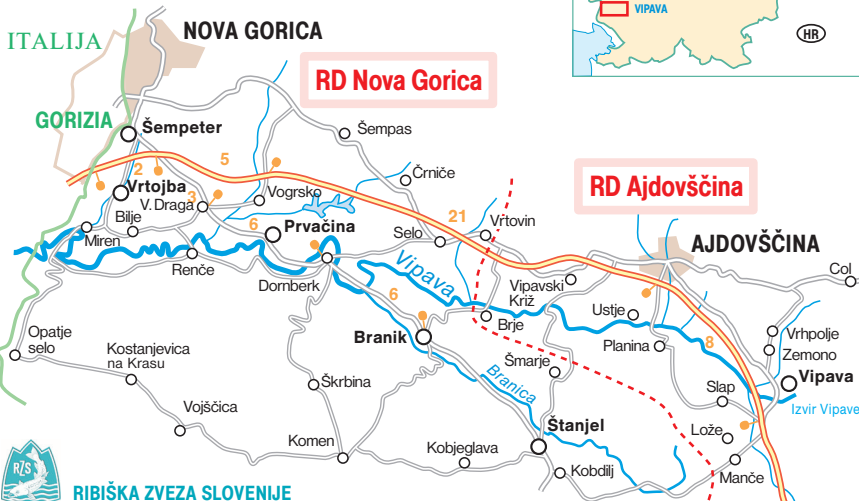 VIPAVA
HR
ITALIJA
NOVA GORICA
RD Nova Gorica
GORIZIA
Šempeter
Šempas
5
2
Črniče
RD Ajdovščina
Vrtojba
3
Vogrsko
V. Draga
Bilje
6
Prvačina
21
Vrtovin
Miren
Selo
AJDOVŠČINA
Renče
Dornberk
Vipava
Vipavski
Križ
Col
6
Ustje
Brje
Vrhpolje
Opatje
selo
Branik
Planina
8
Zemono
Kostanjevica
na Krasu
Šmarje
Vipava
Škrbina
Branica
Slap
Izvir Vipave
Vojščica
Štanjel
Lože
Komen
Kobjeglava
Kobdilj
Manče
RZS
RIBIŠKA ZVEZA SLOVENIJE